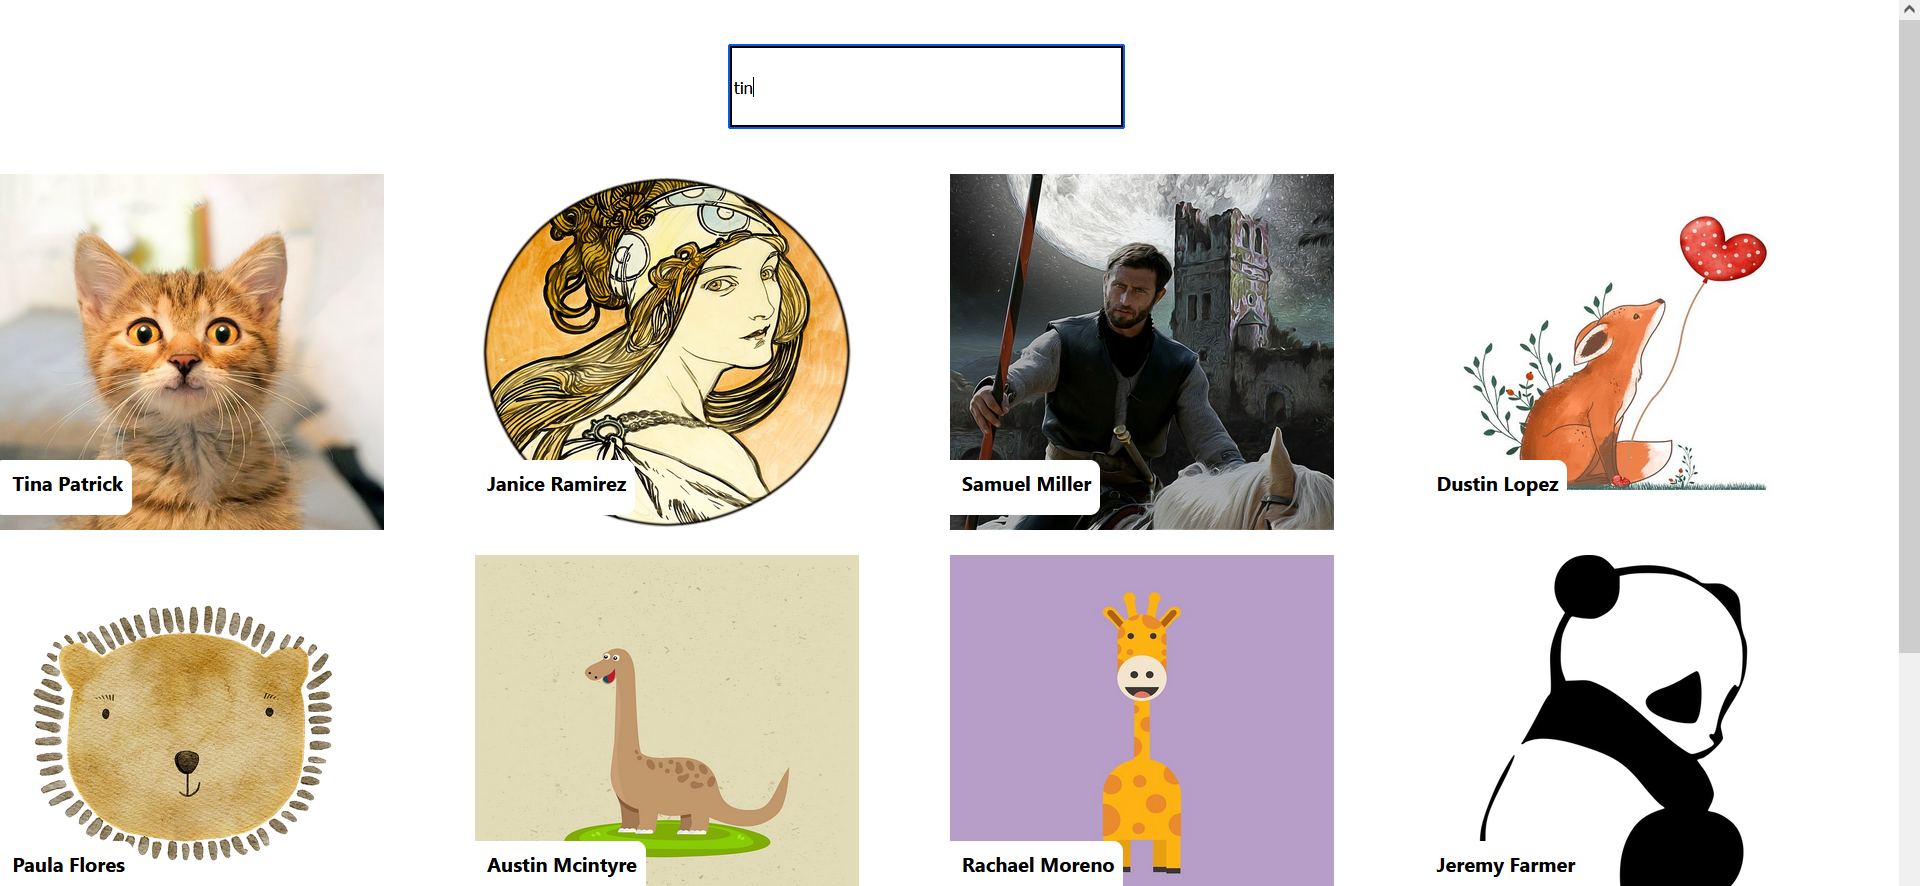 tin
Tina Patrick
Janice Ramirez
Samuel Miller
Dustin Lopez
Paula Flores
Austin Mcintyre
Rachael Moreno
Jeremy Farmer